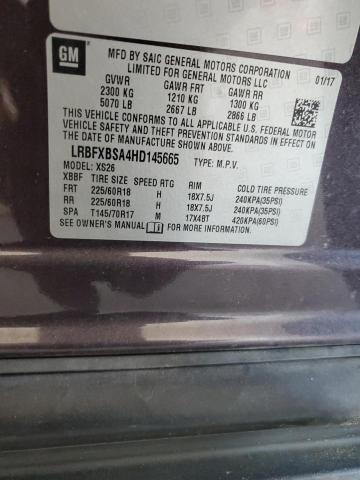 GM
MFD BY SAIC GENERAL MOTORS CORPORATION
LIMITED FOR GENERAL MOTORS LLC 01/17
GVWR GAWR FRT GAWR RR
2300 KG 1210 KG 1300 KG
5070 LB 2667 LB 2866 LB
THIS VEHICLE CONFORMS TO ALL APPLICABLE U.S. FEDERAL MOTOR
VEHICLE SAFETY AND THEFT PREVENTION STANDARDS IN EFFECT ON
THE DATE OF MANUFACTURE SHOWN ABOVE.
LRBFXBSA4HD145665 TYPE: M.P.V.
MODEL: XS26
XBBF TIRE SIZE SPEED RTG RIM COLD TIRE PRESSURE
FRT 225/60R18 H 18X7.5J 240KPA(35PSI)
RR 225/60R18 H 18X7.5J 240KPA(35PSI)
SPA T145/70R17 M 17X4BT 420KPA(60PSI)
SEE OWNER'S MANUAL FOR MORE INFORMATION.